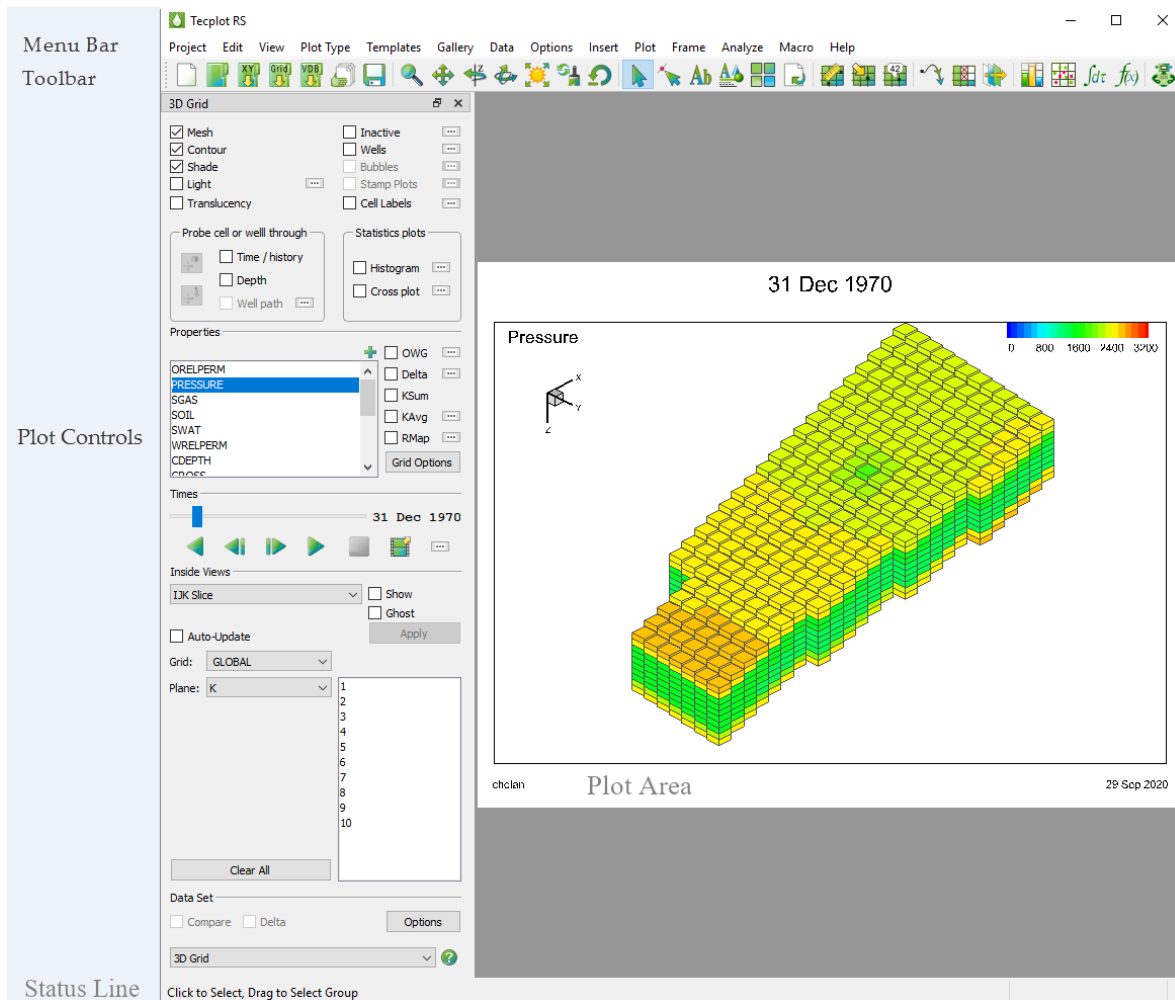 Menu Bar
Toolbar
Plot Controls
Status Line
Tecplot RS
Project Edit View Plot Type Templates Gallery Data Options Insert Plot Frame Analyze Macro Help
XY Grid VDB Ab 42 ∫dτ f(x)
3D Grid
Mesh Inactive
Contour Wells
Shade Bubbles
Light Stamp Plots
Translucency Cell Labels
Probe cell or welll through Statistics plots
Time / history
Histogram
Depth
Cross plot
Well path
Properties
OWG
ORELPERM Delta
PRESSURE
SGAS KSum
SOIL
SWAT KAvg
WRELPERM RMap
CDEPTH Grid Options
CROSS
Times
31 Dec 1970
Inside Views
IJK Slice Show
Ghost
Auto-Update Apply
Grid: GLOBAL
Plane: K
1
2
3
4
5
6
7
8
9
10
Clear All
Data Set
Compare Delta Options
3D Grid
Click to Select, Drag to Select Group
31 Dec 1970
Pressure
0 800 1600 2400 3200
X
Y
Z
chelan Plot Area 29 Sep 2020